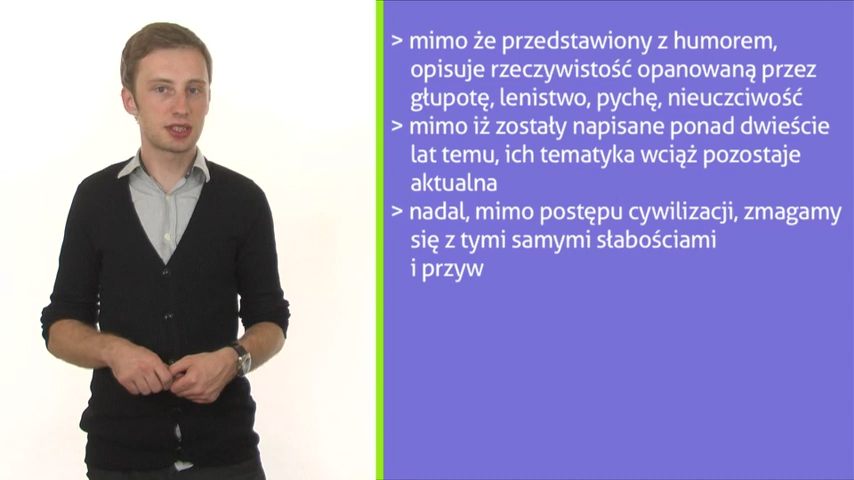 > mimo że przedstawiony z humorem,
opisuje rzeczywistość opanowaną przez
głupotę, lenistwo, pychę, nieuczciwość
> mimo iż zostały napisane ponad dwieście
lat temu, ich tematyka wciąż pozostaje
aktualna
> nadal, mimo postępu cywilizacji, zmagamy
się z tymi samymi słabościami
i przyw